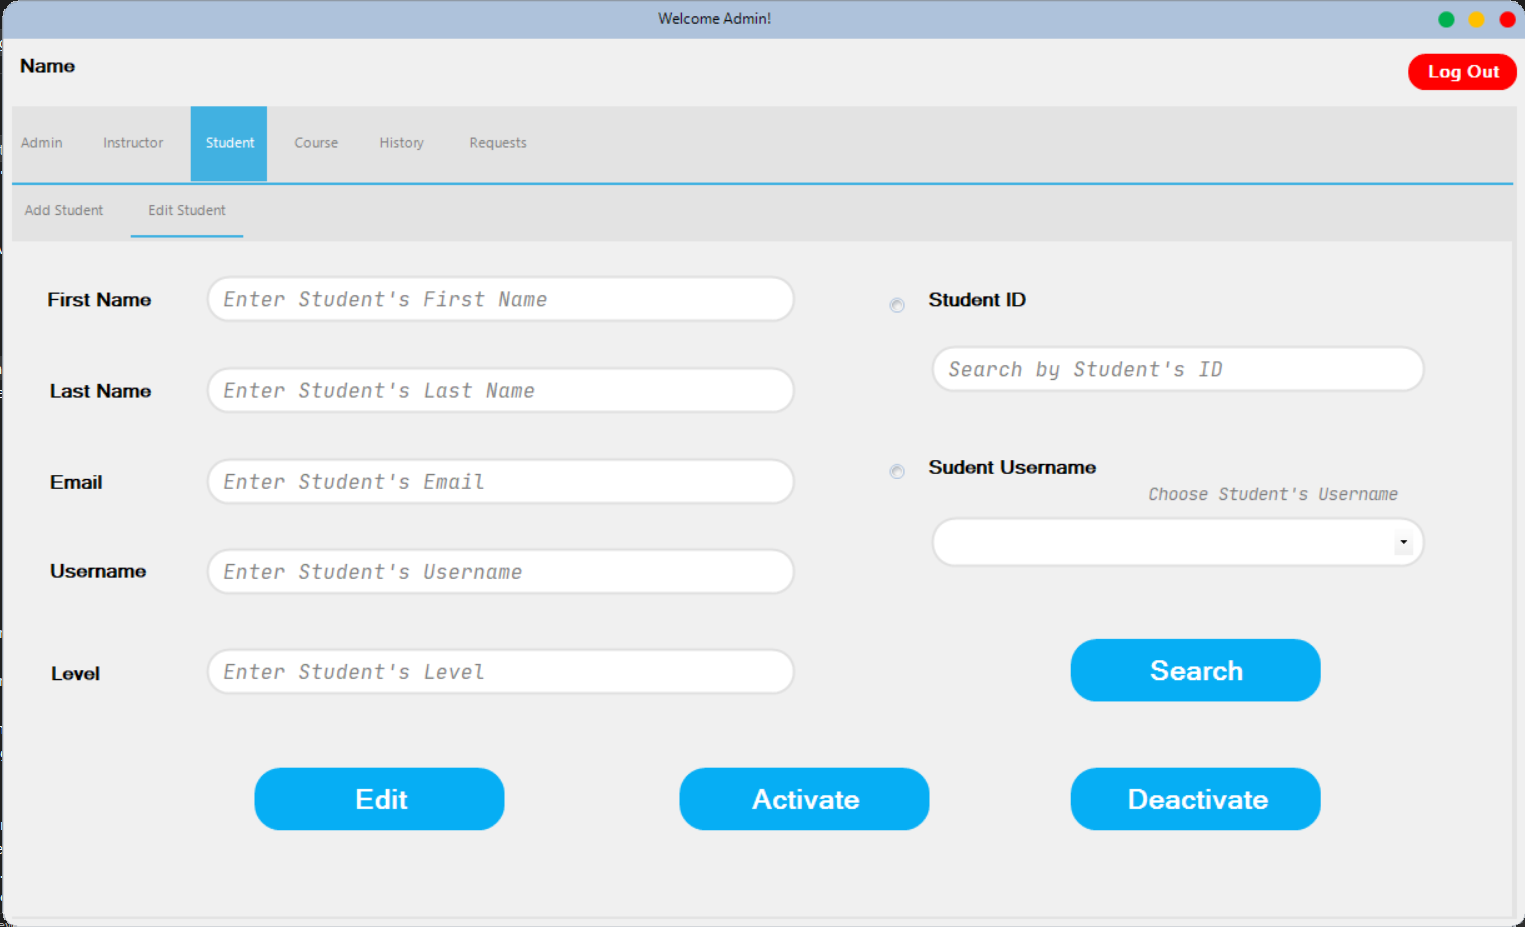 Welcome Admin!
Name
Log Out
Admin Instructor Student Course History Requests
Add Student Edit Student
First Name
Enter Student's First Name
Last Name
Enter Student's Last Name
Email
Enter Student's Email
Username
Enter Student's Username
Level
Enter Student's Level
Student ID
Search by Student's ID
Sudent Username
Choose Student's Username
Search
Edit
Activate
Deactivate